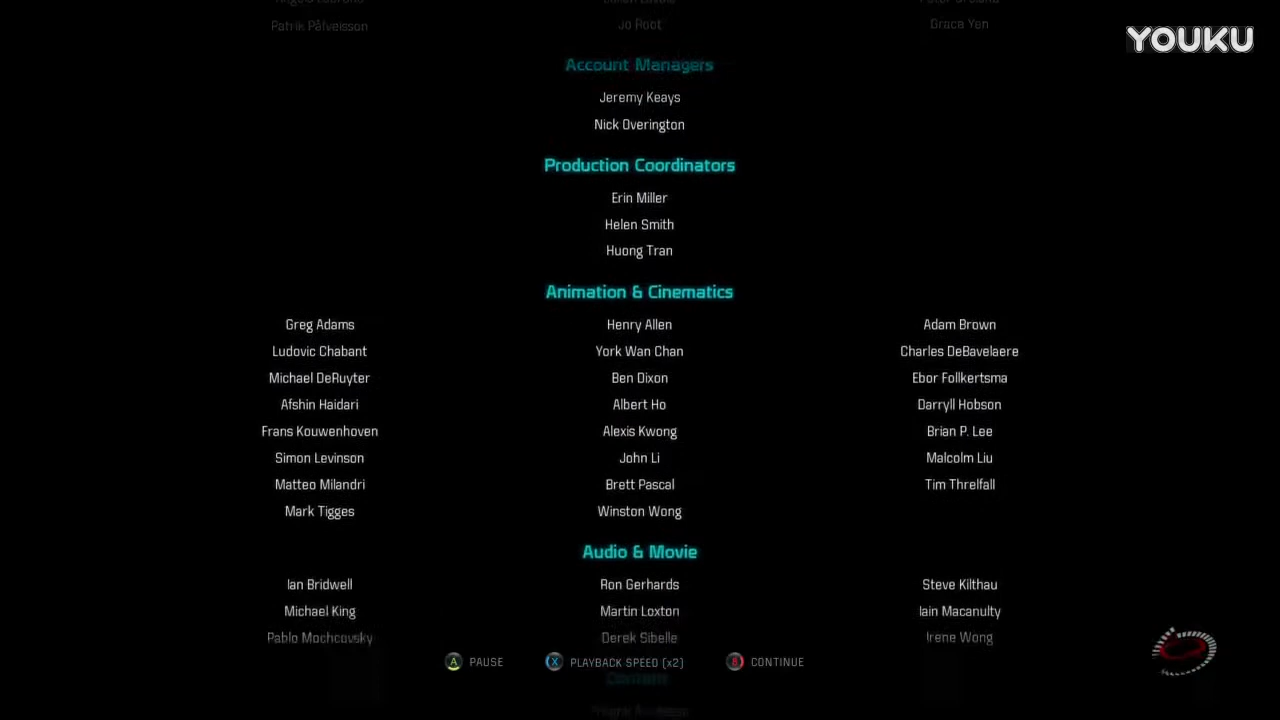 YOUKU
Patrik Pålveisson Jo Root Graca Yen
Account Managers
Jeremy Keays
Nick Overington
Production Coordinators
Erin Miller
Helen Smith
Huong Tran
Animation & Cinematics
Greg Adams Henry Allen Adam Brown
Ludovic Chabant York Wan Chan Charles DeBavelaere
Michael DeRuyter Ben Dixon Ebor Follkertsma
Afshin Haidari Albert Ho Darryll Hobson
Frans Kouwenhoven Alexis Kwong Brian P. Lee
Simon Levinson John Li Malcolm Liu
Matteo Milandri Brett Pascal Tim Threlfall
Mark Tigges Winston Wong
Audio & Movie
Ian Bridwell Ron Gerhards Steve Kilthau
Michael King Martin Loxton Iain Macanulty
Pablo Derek Sibelle Irene Wong
A PAUSE X PLAYBACK SPEED (x2) B CONTINUE